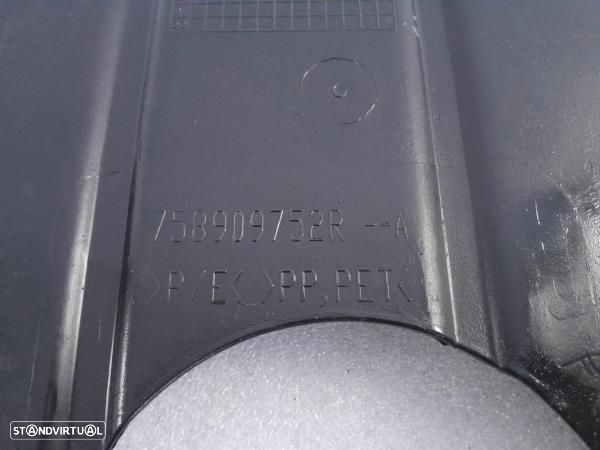 758909752R --A
>P/E<>PP,PET<
STANDVIRTUAL